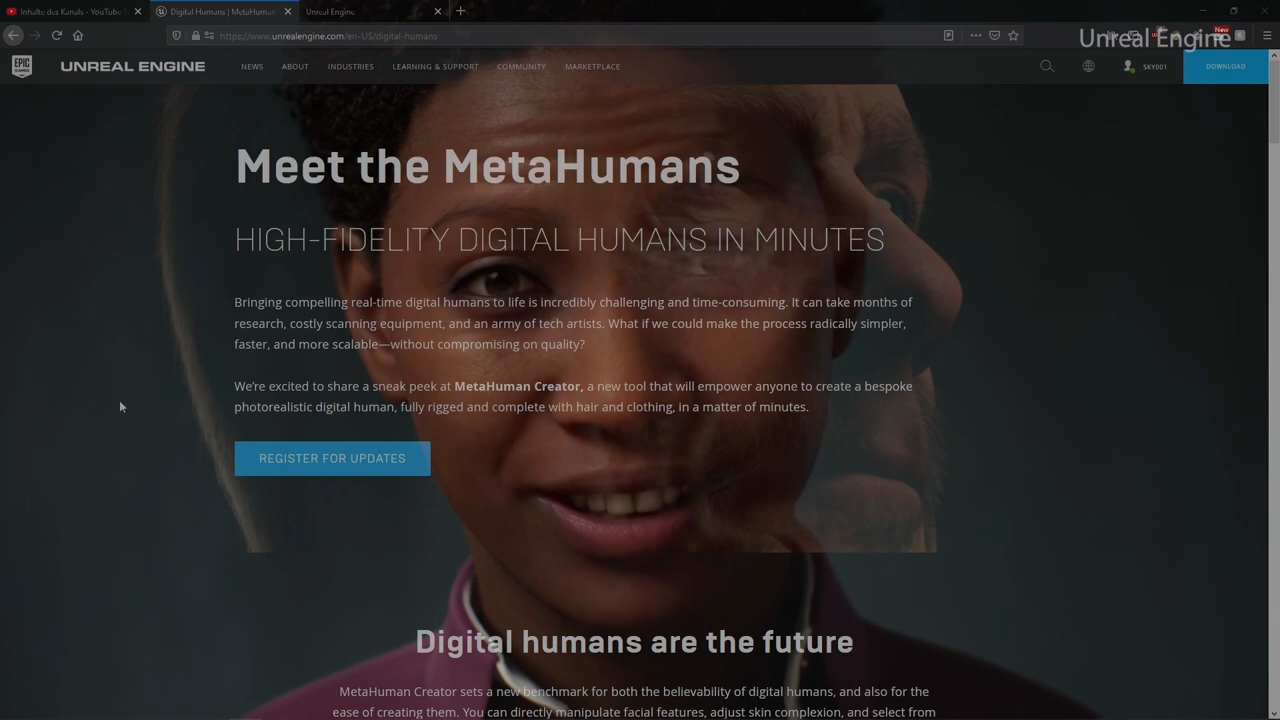 Inhalte des Kanals - YouTube
Digital Humans | MetaHuman
Unreal Engine
https://www.unrealengine.com/en-US/digital-humans
New
Unreal Engine
EPIC GAMES
UNREAL ENGINE
NEWS
ABOUT
INDUSTRIES
LEARNING & SUPPORT
COMMUNITY
MARKETPLACE
SKY001
DOWNLOAD
Meet the MetaHumans
HIGH-FIDELITY DIGITAL HUMANS IN MINUTES
Bringing compelling real-time digital humans to life is incredibly challenging and time-consuming. It can take months of
research, costly scanning equipment, and an army of tech artists. What if we could make the process radically simpler,
faster, and more scalable—without compromising on quality?
We're excited to share a sneak peek at MetaHuman Creator, a new tool that will empower anyone to create a bespoke
photorealistic digital human, fully rigged and complete with hair and clothing, in a matter of minutes.
REGISTER FOR UPDATES
Digital humans are the future
MetaHuman Creator sets a new benchmark for both the believability of digital humans, and also for the
ease of creating them. You can directly manipulate facial features, adjust skin complexion, and select from